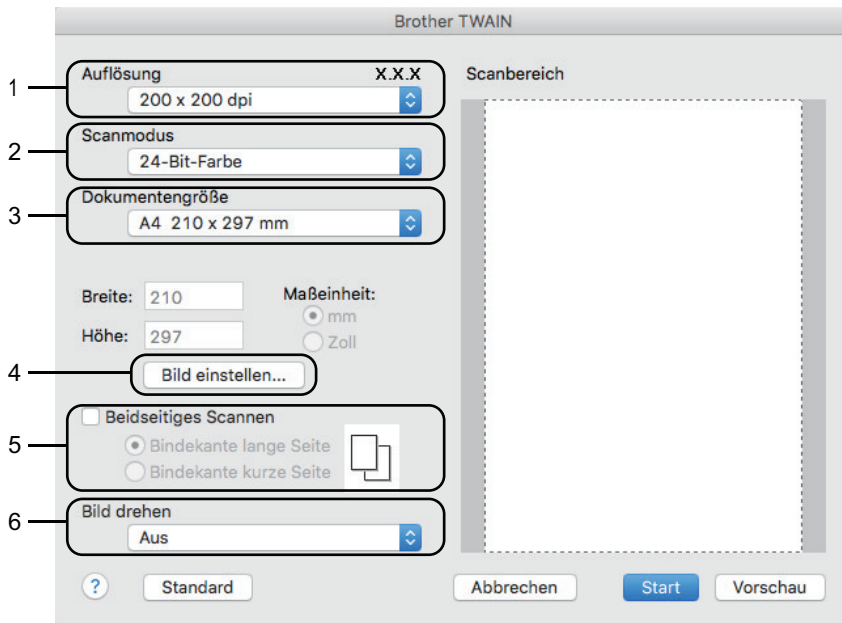 Brother TWAIN
1
Auflösung X.X.X
200 x 200 dpi
2
Scanmodus
24-Bit-Farbe
3
Dokumentengröße
A4 210 x 297 mm
Breite: 210
Höhe: 297
Maßeinheit:
mm
Zoll
4
Bild einstellen...
5
Beidseitiges Scannen
Bindekante lange Seite
Bindekante kurze Seite
6
Bild drehen
Aus
? Standard
Scanbereich
Abbrechen Start Vorschau